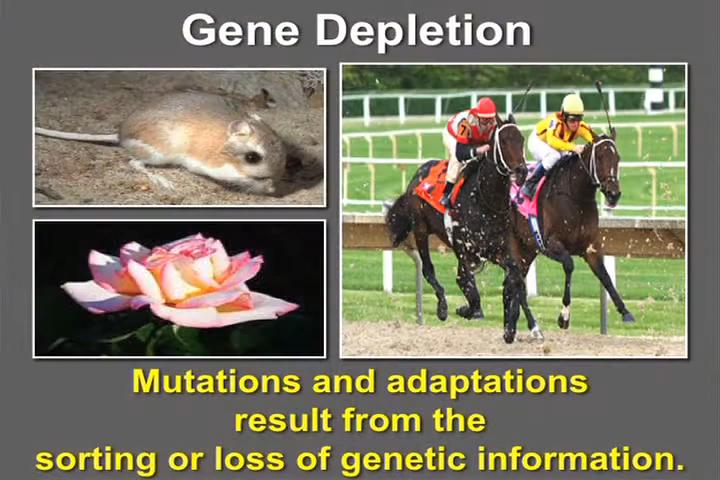 Gene Depletion
Mutations and adaptations
result from the
sorting or loss of genetic information.